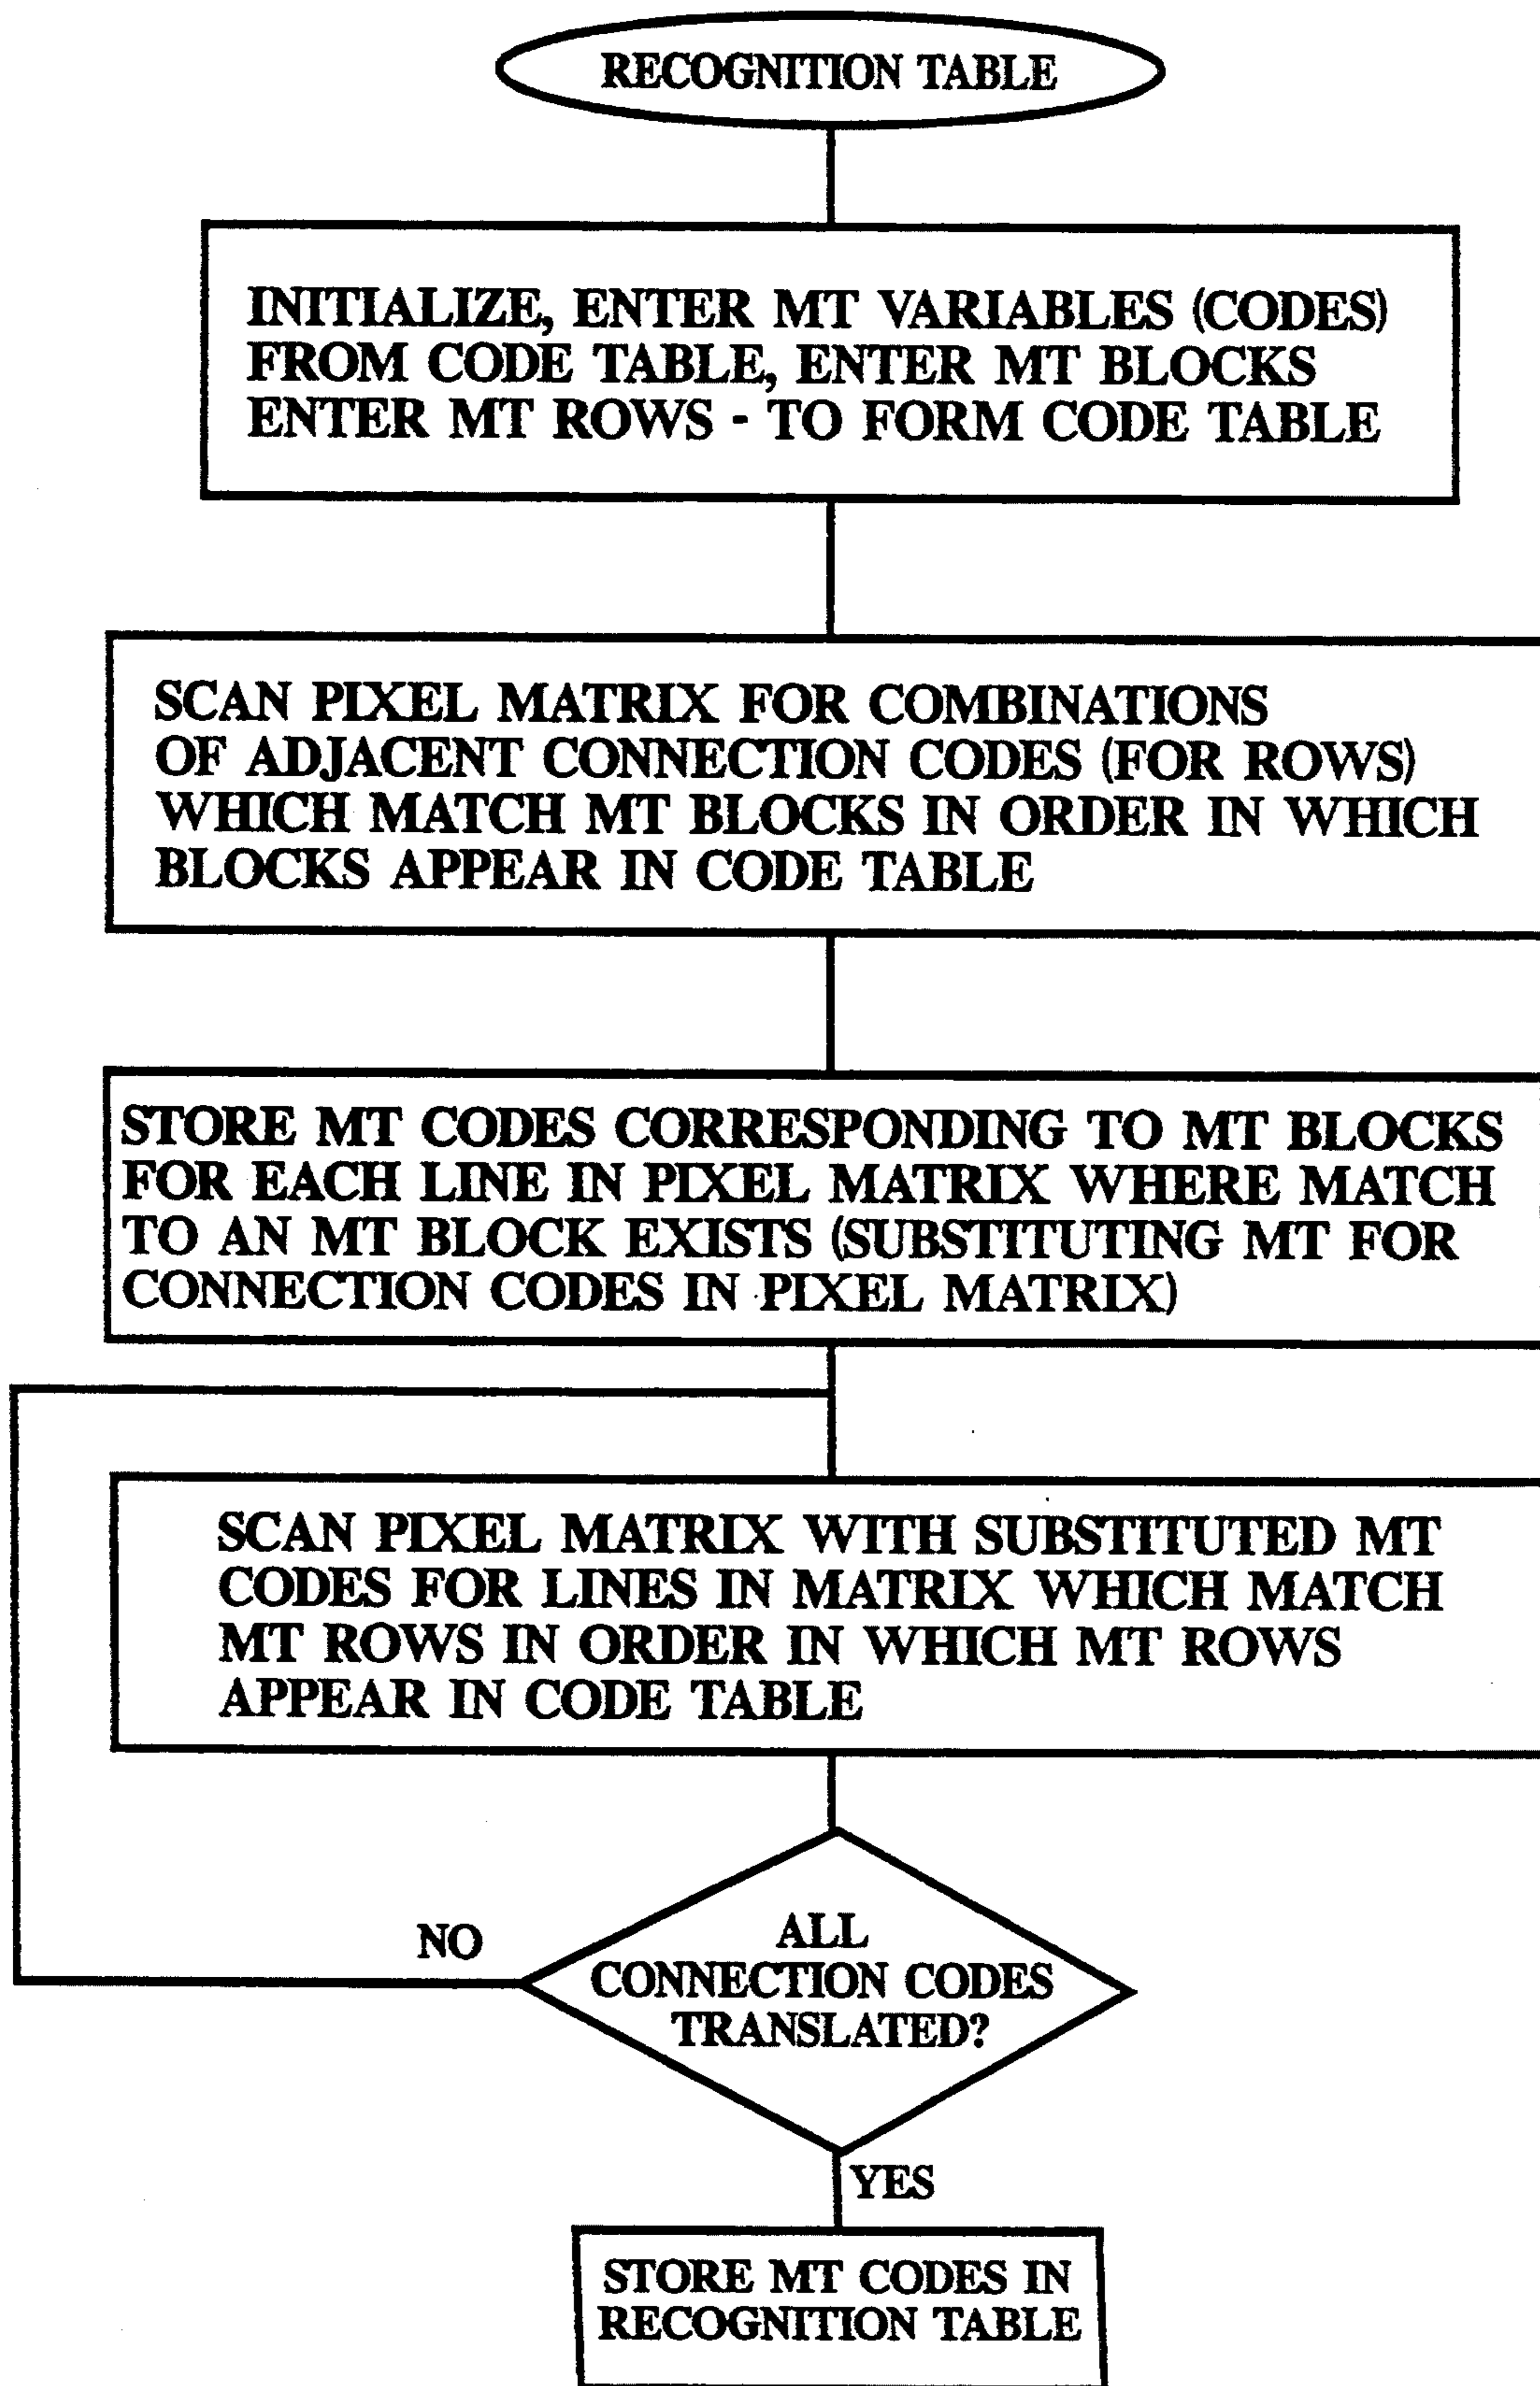 RECOGNITION TABLE
INITIALIZE, ENTER MT VARIABLES (CODES)
FROM CODE TABLE, ENTER MT BLOCKS
ENTER MT ROWS - TO FORM CODE TABLE
SCAN PIXEL MATRIX FOR COMBINATIONS
OF ADJACENT CONNECTION CODES (FOR ROWS)
WHICH MATCH MT BLOCKS IN ORDER IN WHICH
BLOCKS APPEAR IN CODE TABLE
STORE MT CODES CORRESPONDING TO MT BLOCKS
FOR EACH LINE IN PIXEL MATRIX WHERE MATCH
TO AN MT BLOCK EXISTS (SUBSTITUTING MT FOR
CONNECTION CODES IN PIXEL MATRIX)
SCAN PIXEL MATRIX WITH SUBSTITUTED MT
CODES FOR LINES IN MATRIX WHICH MATCH
MT ROWS IN ORDER IN WHICH MT ROWS
APPEAR IN CODE TABLE
NO
ALL
CONNECTION CODES
TRANSLATED?
YES
STORE MT CODES IN
RECOGNITION TABLE